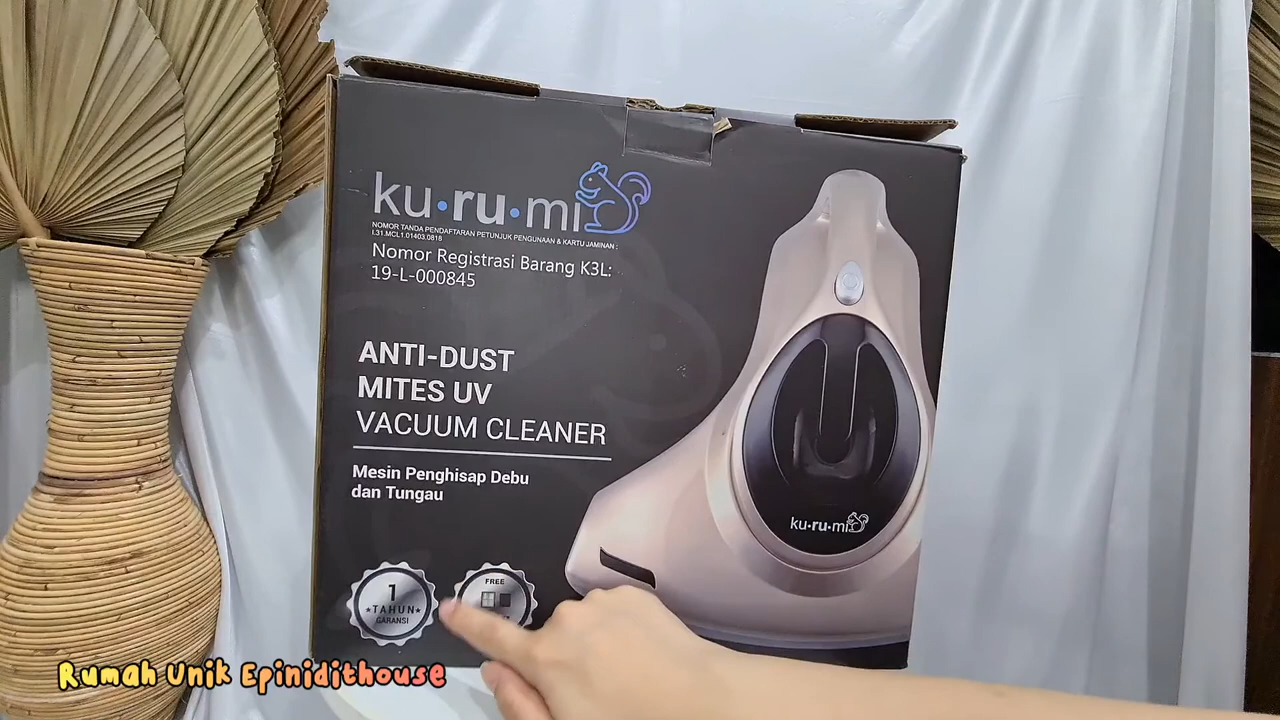 ku•ru•mi
NOMOR TANDA PENDAFTARAN PETUNJUK PENGUNAAN & KARTU JAMINAN :
I.31.MCL1.01403.0818
Nomor Registrasi Barang K3L:
19-L-000845
ANTI-DUST
MITES UV
VACUUM CLEANER
Mesin Penghisap Debu
dan Tungau
ku•ru•mi
1
TAHUN
GARANSI
FREE
Rumah Unik Epinidithouse